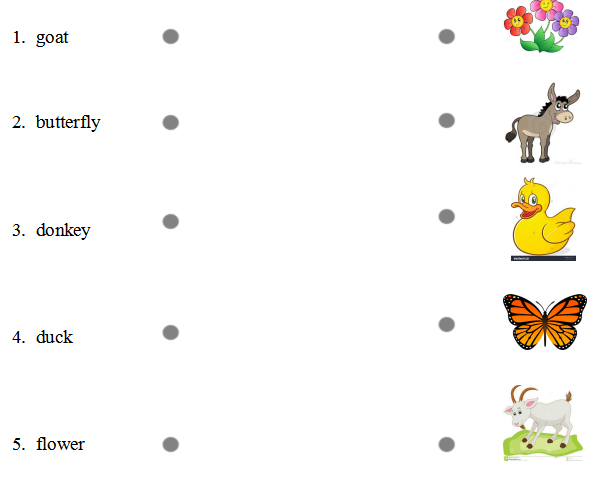 1. goat
2. butterfly
3. donkey
4. duck
5. flower